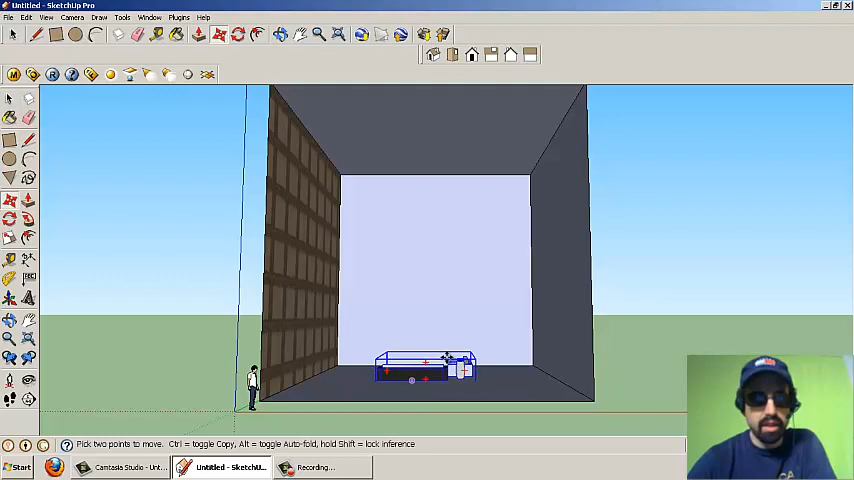 Untitled - SketchUp Pro
File Edit View Camera Draw Tools Window Plugins Help
Pick two points to move. Ctrl = toggle Copy, Alt = toggle Auto-fold, hold Shift = lock inference
Start Camtasia Studio - Unt... Untitled - SketchU... Recording...